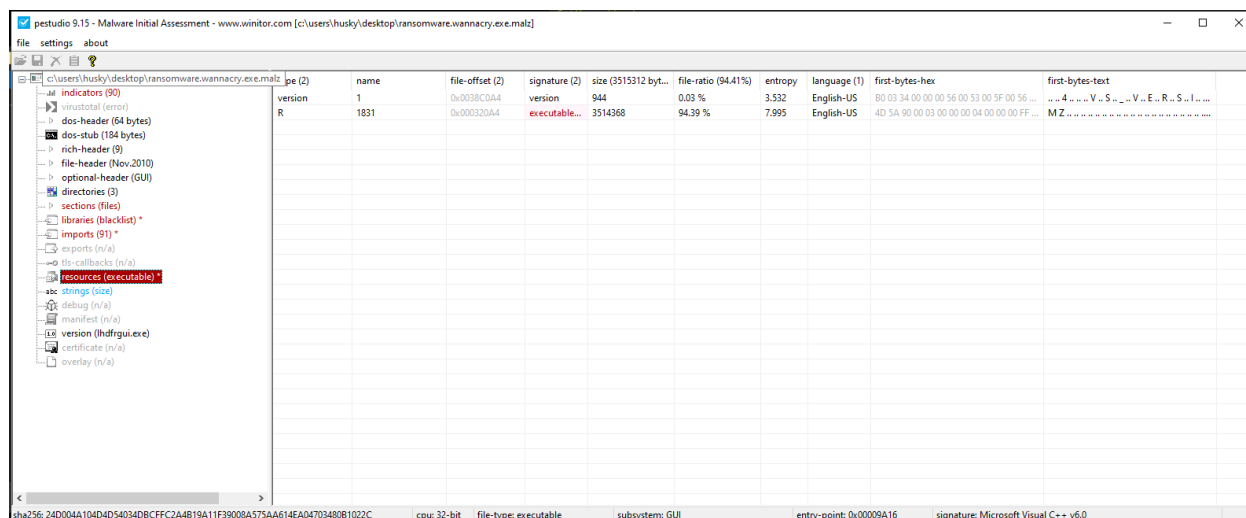 pestudio 9.15 - Malware Initial Assessment - www.winitor.com [c:\users\husky\desktop\ransomware.wannacry.exe.malz]
file settings about
c:\users\husky\desktop\ransomware.wannacry.exe.malz
indicators (90)
virustotal (error)
dos-header (64 bytes)
dos-stub (184 bytes)
rich-header (9)
file-header (Nov.2010)
optional-header (GUI)
directories (3)
sections (files)
libraries (blacklist) *
imports (91) *
exports (n/a)
tls-callbacks (n/a)
resources (executable) *
abc strings (size)
debug (n/a)
manifest (n/a)
1.0 version (lhdfrgui.exe)
certificate (n/a)
overlay (n/a)
pe (2) name file-offset (2) signature (2) size (3515312 byt... file-ratio (94.41%) entropy language (1) first-bytes-hex first-bytes-text
version 1 0x0038C0A4 version 944 0.03 % 3.532 English-US B0 03 34 00 00 00 56 00 53 00 5F 00 56 ... .. .. 4 .. .. .. V .. S .. _ .. V .. E .. R .. S .. I .. ...
R 1831 0x000320A4 executable... 3514368 94.39 % 7.995 English-US 4D 5A 90 00 03 00 00 00 04 00 00 00 FF ... M Z .. .. .. .. .. .. .. .. .. .. .. .. .. .. .. .. .. ...
sha256: 24D004A104D4D54034DBCFFC2A4B19A11F39008A575AA614EA04703480B1022C cpu: 32-bit file-type: executable subsystem: GUI entry-point: 0x00009A16 signature: Microsoft Visual C++ v6.0